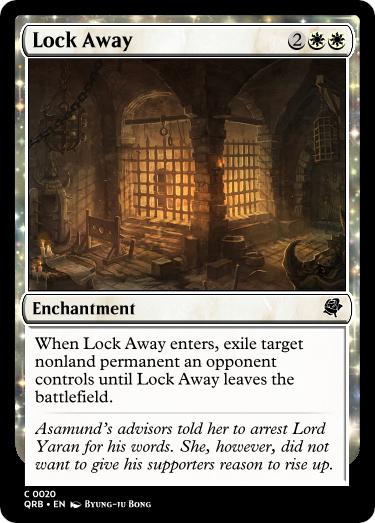 Lock Away 2
Enchantment
When Lock Away enters, exile target
nonland permanent an opponent
controls until Lock Away leaves the
battlefield.
Asamund's advisors told her to arrest Lord
Yaran for his words. She, however, did not
want to give his supporters reason to rise up.
C 0020
QRB • EN Byung-ju Bong